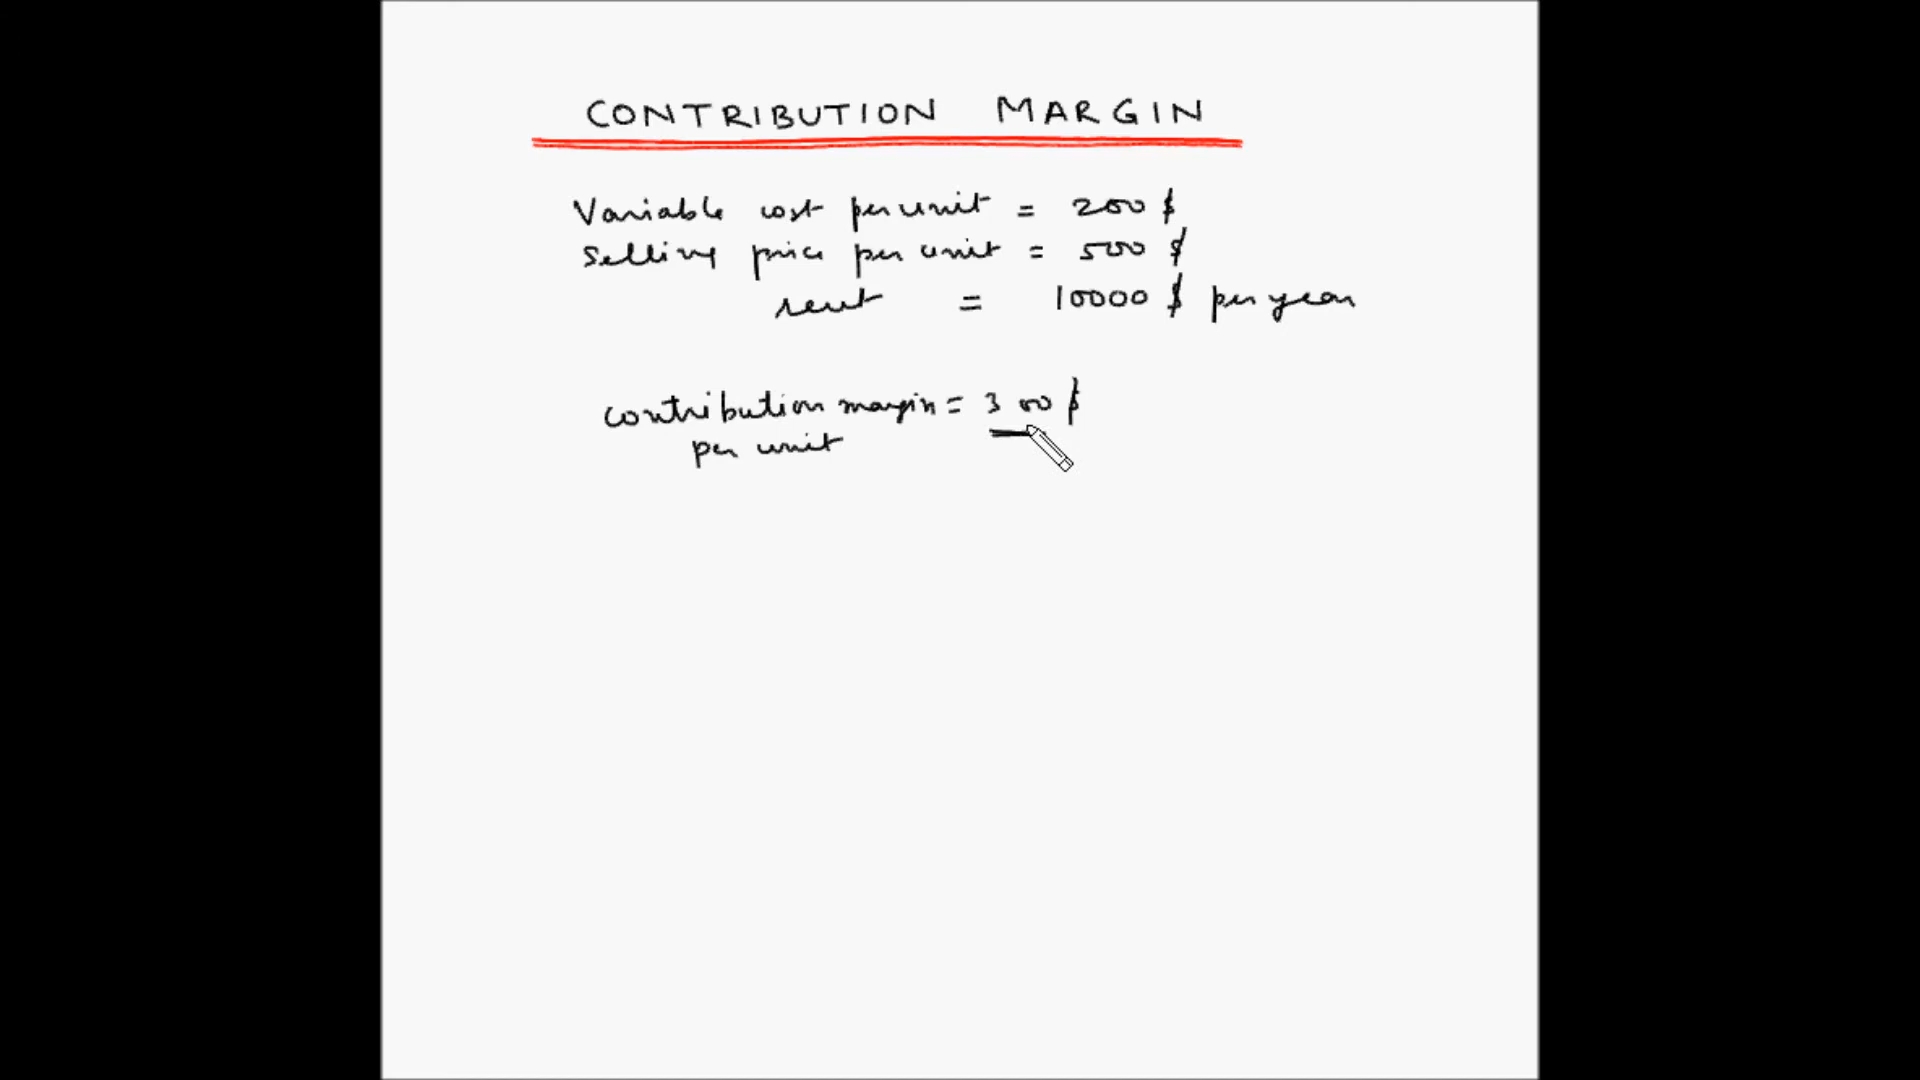 CONTRIBUTION MARGIN
Variable cost per unit = 200 $
Selling price per unit = 500 $
rent = 10000 $ per year
contribution margin = 300 $
per unit